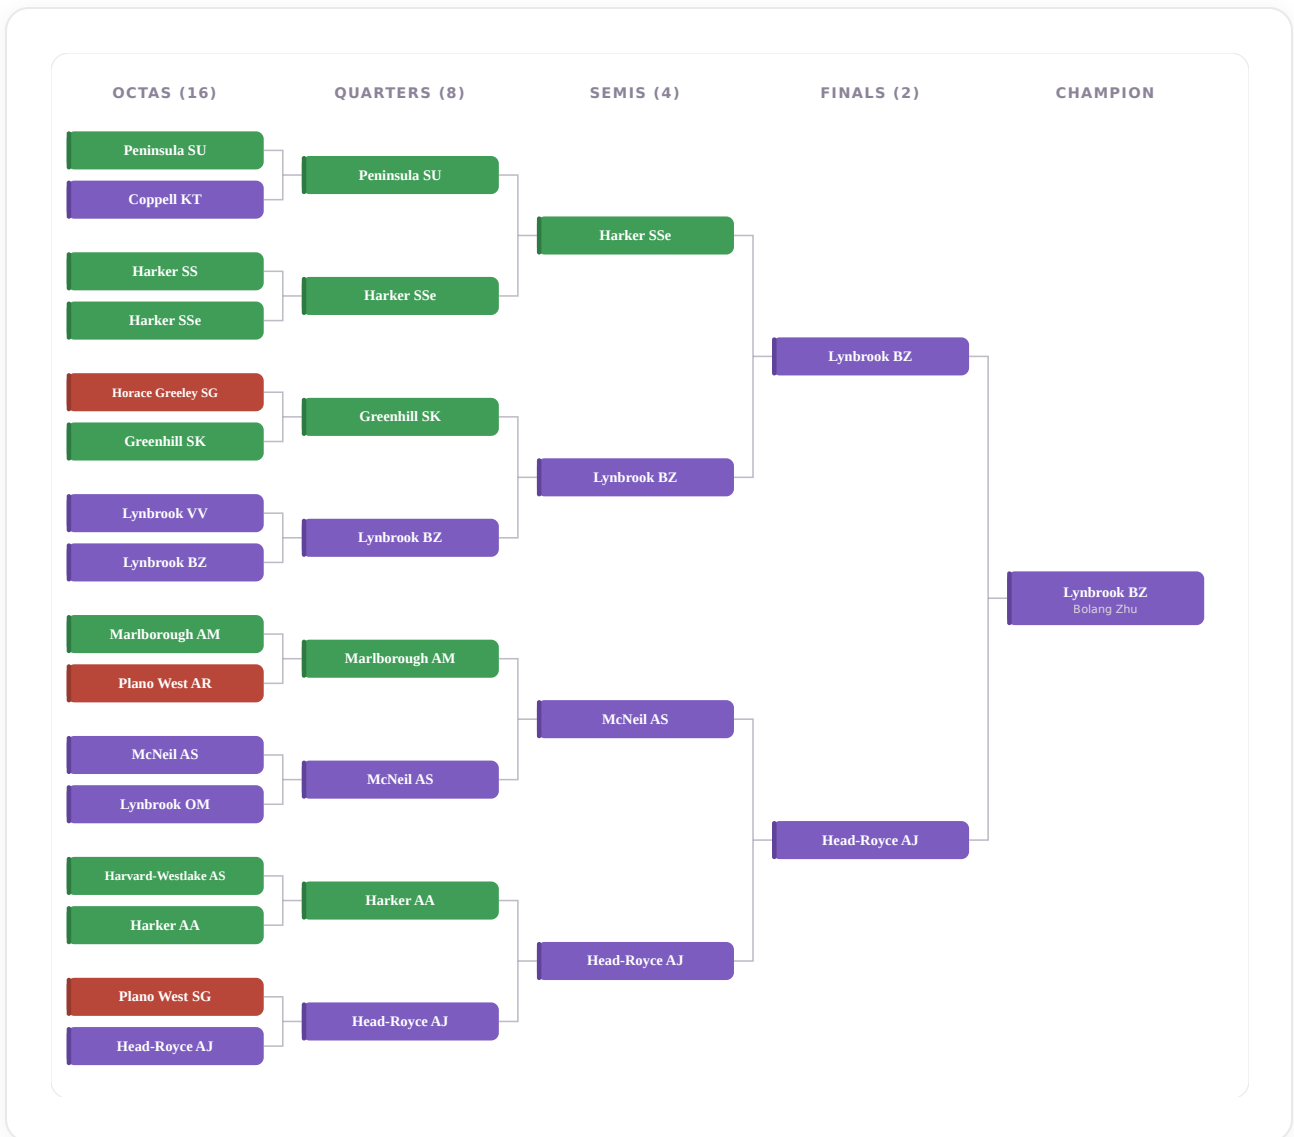 OCTAS (16)
QUARTERS (8)
SEMIS (4)
FINALS (2)
CHAMPION
Peninsula SU
Coppell KT
Harker SS
Harker SSe
Horace Greeley SG
Greenhill SK
Lynbrook VV
Lynbrook BZ
Marlborough AM
Plano West AR
McNeil AS
Lynbrook OM
Harvard-Westlake AS
Harker AA
Plano West SG
Head-Royce AJ
Peninsula SU
Harker SSe
Greenhill SK
Lynbrook BZ
Marlborough AM
McNeil AS
Harker AA
Head-Royce AJ
Harker SSe
Lynbrook BZ
McNeil AS
Head-Royce AJ
Lynbrook BZ
Head-Royce AJ
Lynbrook BZ
Bolang Zhu